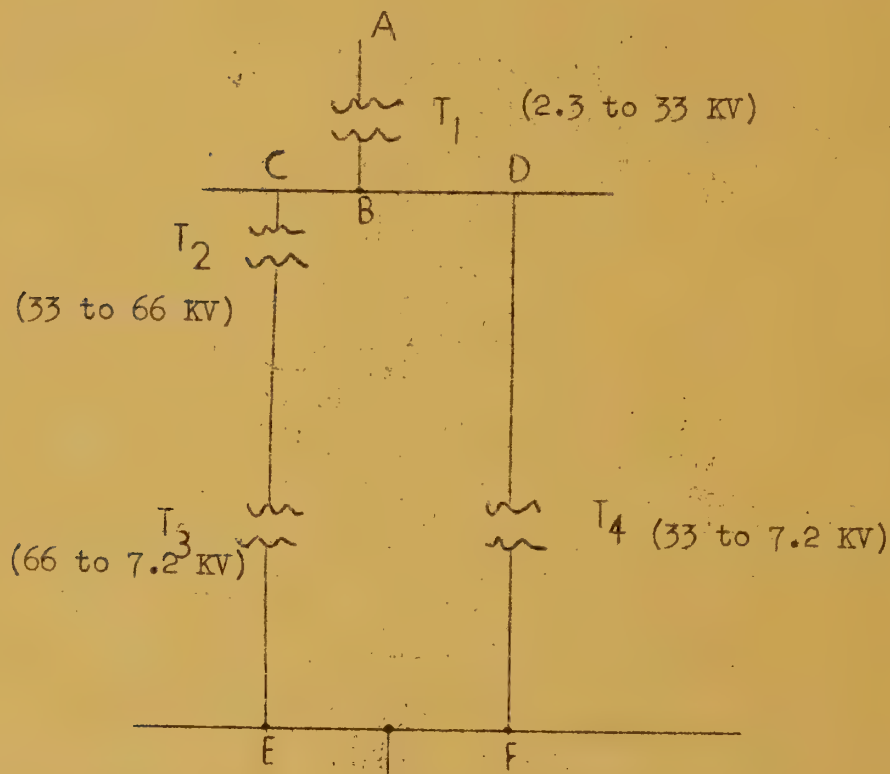 A
T1 (2.3 to 33 KV)
C D
B
T2
(33 to 66 KV)
T3
(66 to 7.2 KV)
T4 (33 to 7.2 KV)
E F